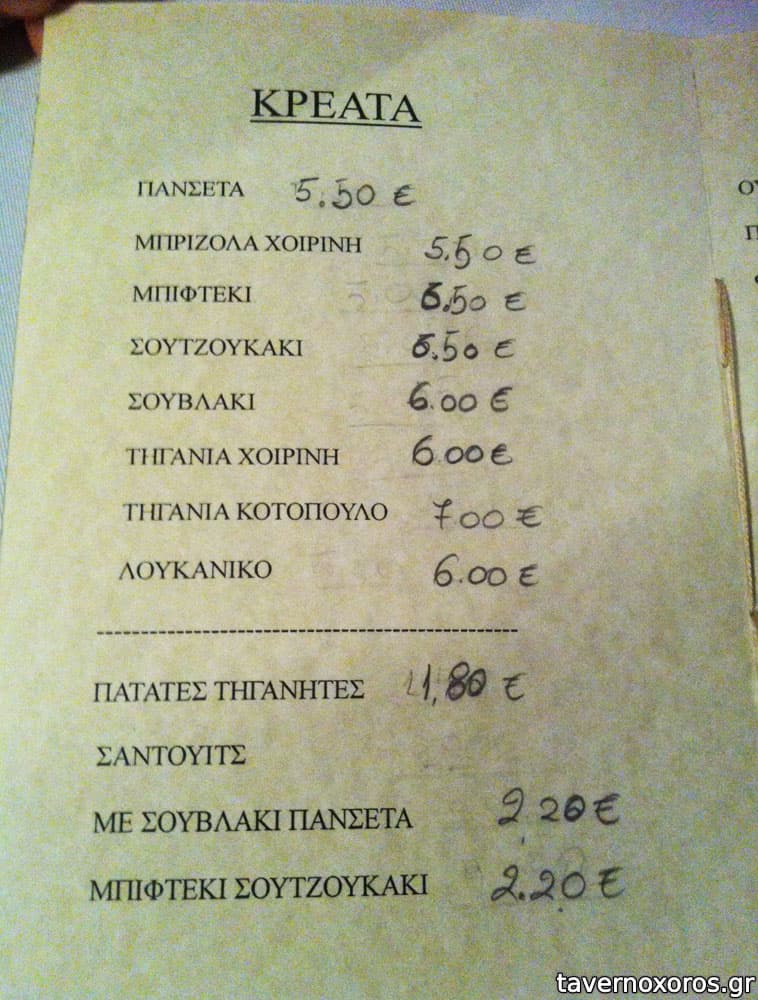 ΚΡΕΑΤΑ
ΠΑΝΣΕΤΑ 5.50 €
ΜΠΡΙΖΟΛΑ ΧΟΙΡΙΝΗ 5.50 €
ΜΠΙΦΤΕΚΙ 6.50 €
ΣΟΥΤΖΟΥΚΑΚΙ 6.50 €
ΣΟΥΒΛΑΚΙ 6.00 €
ΤΗΓΑΝΙΑ ΧΟΙΡΙΝΗ 6.00 €
ΤΗΓΑΝΙΑ ΚΟΤΟΠΟΥΛΟ 7.00 €
ΛΟΥΚΑΝΙΚΟ 6.00 €
ΠΑΤΑΤΕΣ ΤΗΓΑΝΗΤΕΣ 1,80 €
ΣΑΝΤΟΥΙΤΣ
ΜΕ ΣΟΥΒΛΑΚΙ ΠΑΝΣΕΤΑ 2,20 €
ΜΠΙΦΤΕΚΙ ΣΟΥΤΖΟΥΚΑΚΙ 2.20 €
tavernoxoros.gr